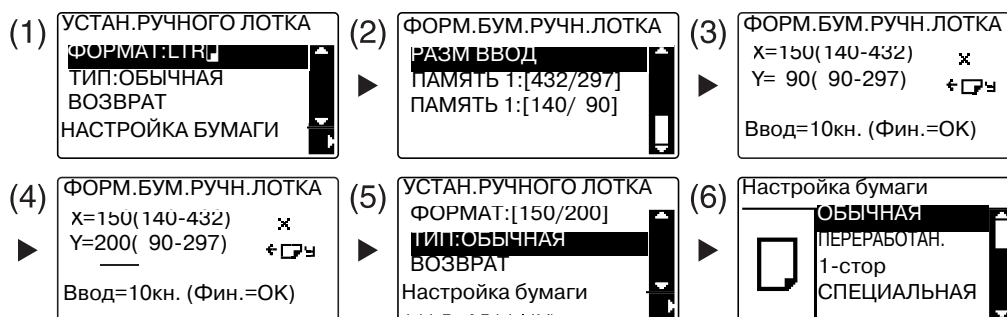 (1)
УСТАН.РУЧНОГО ЛОТКА
ФОРМАТ:LTR
ТИП:ОБЫЧНАЯ
ВОЗВРАТ
НАСТРОЙКА БУМАГИ
(2)
ФОРМ.БУМ.РУЧН.ЛОТКА
РАЗМ ВВОД
ПАМЯТЬ 1:[432/297]
ПАМЯТЬ 1:[140/ 90]
(3)
ФОРМ.БУМ.РУЧН.ЛОТКА
X=150(140-432) X
Y= 90( 90-297) Y
Ввод=10кн. (Фин.=OK)
(4)
ФОРМ.БУМ.РУЧН.ЛОТКА
X=150(140-432) X
Y=200( 90-297) Y
Ввод=10кн. (Фин.=OK)
(5)
УСТАН.РУЧНОГО ЛОТКА
ФОРМАТ:[150/200]
ТИП:ОБЫЧНАЯ
ВОЗВРАТ
Настройка бумаги
(6)
Настройка бумаги
ОБЫЧНАЯ
ПЕРЕРАБОТАН.
1-стор
СПЕЦИАЛЬНАЯ